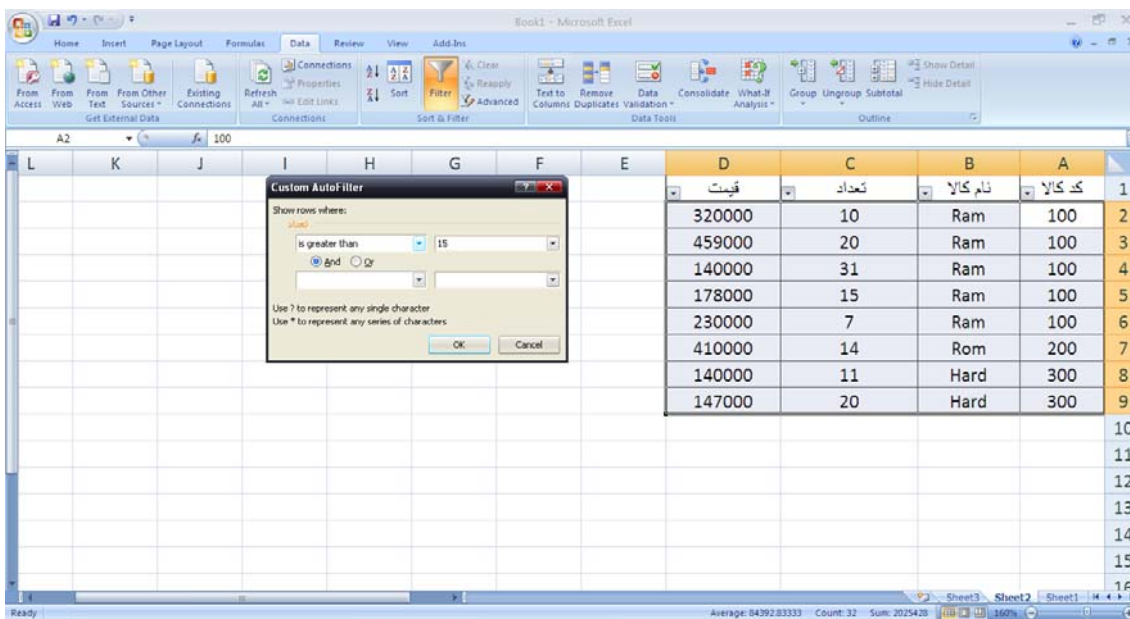 Book1 - Microsoft Excel
Home Insert Page Layout Formulas Data Review View Add-Ins
From Access
From Web
From Text
From Other Sources
Existing Connections
Get External Data
Refresh All
Connections
Properties
Edit Links
Connections
Sort
Filter
Clear
Reapply
Advanced
Sort & Filter
Text to Columns
Remove Duplicates
Data Validation
Consolidate
What-If Analysis
Data Tools
Group
Ungroup
Subtotal
Show Detail
Hide Detail
Outline
A2 fx 100
L K J I H G F E D C B A
کد کالا نام کالا تعداد قیمت 1
320000 10 Ram 100 2
459000 20 Ram 100 3
140000 31 Ram 100 4
178000 15 Ram 100 5
230000 7 Ram 100 6
410000 14 Rom 200 7
140000 11 Hard 300 8
147000 20 Hard 300 9
10
11
12
13
14
15
16
Custom AutoFilter
Show rows where:
تعداد
is greater than 15
And Or
Use ? to represent any single character
Use * to represent any series of characters
OK Cancel
Sheet3 Sheet2 Sheet1
Ready Average: 84392.83333 Count: 32 Sum: 2025428 160%